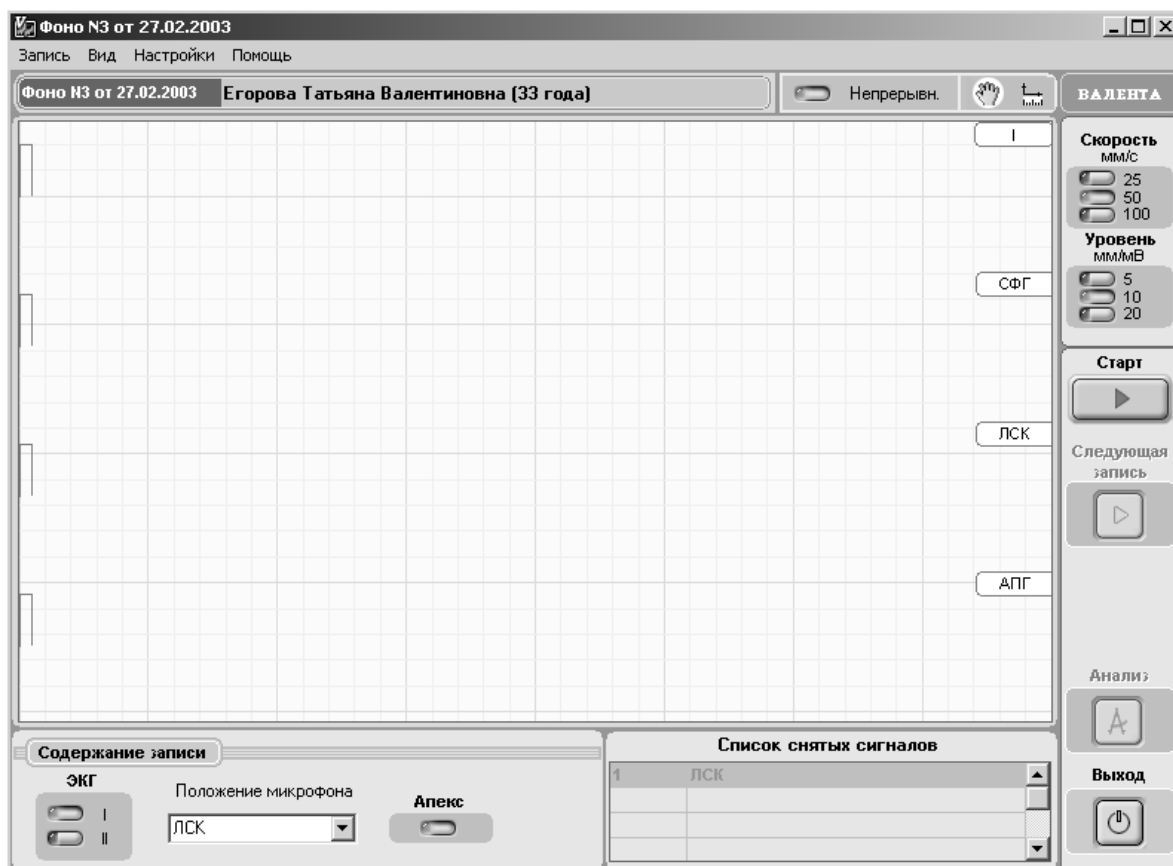 Фоно N3 от 27.02.2003
Запись Вид Настройки Помощь
Фоно N3 от 27.02.2003 Егорова Татьяна Валентиновна (33 года) Непрерывн. ВАЛЕНТА
I
СФГ
ЛСК
АПГ
Скорость
мм/с
25
50
100
Уровень
мм/мВ
5
10
20
Старт
Следующая
запись
Анализ
Выход
Содержание записи
ЭКГ
I
II
Положение микрофона
ЛСК
Апекс
Список снятых сигналов
1 ЛСК